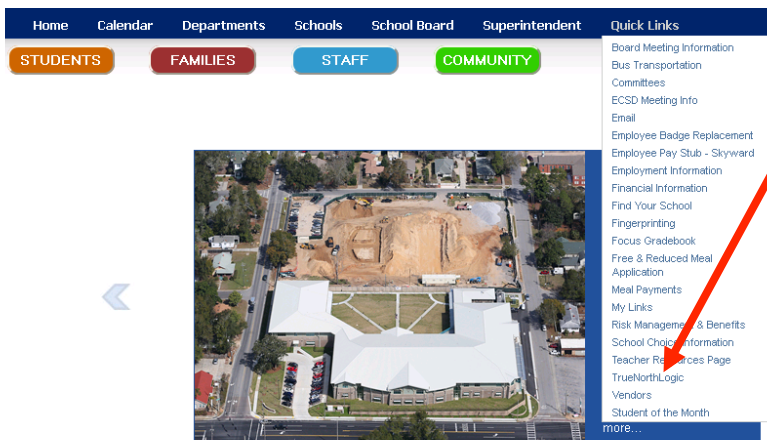 Home Calendar Departments Schools School Board Superintendent Quick Links
STUDENTS FAMILIES STAFF COMMUNITY
Board Meeting Information
Bus Transportation
Committees
ECSD Meeting Info
Email
Employee Badge Replacement
Employee Pay Stub - Skyward
Employment Information
Financial Information
Find Your School
Fingerprinting
Focus Gradebook
Free & Reduced Meal
Application
Meal Payments
My Links
Risk Management & Benefits
School Choice Information
Teacher Resources Page
TrueNorthLogic
Vendors
Student of the Month
more...